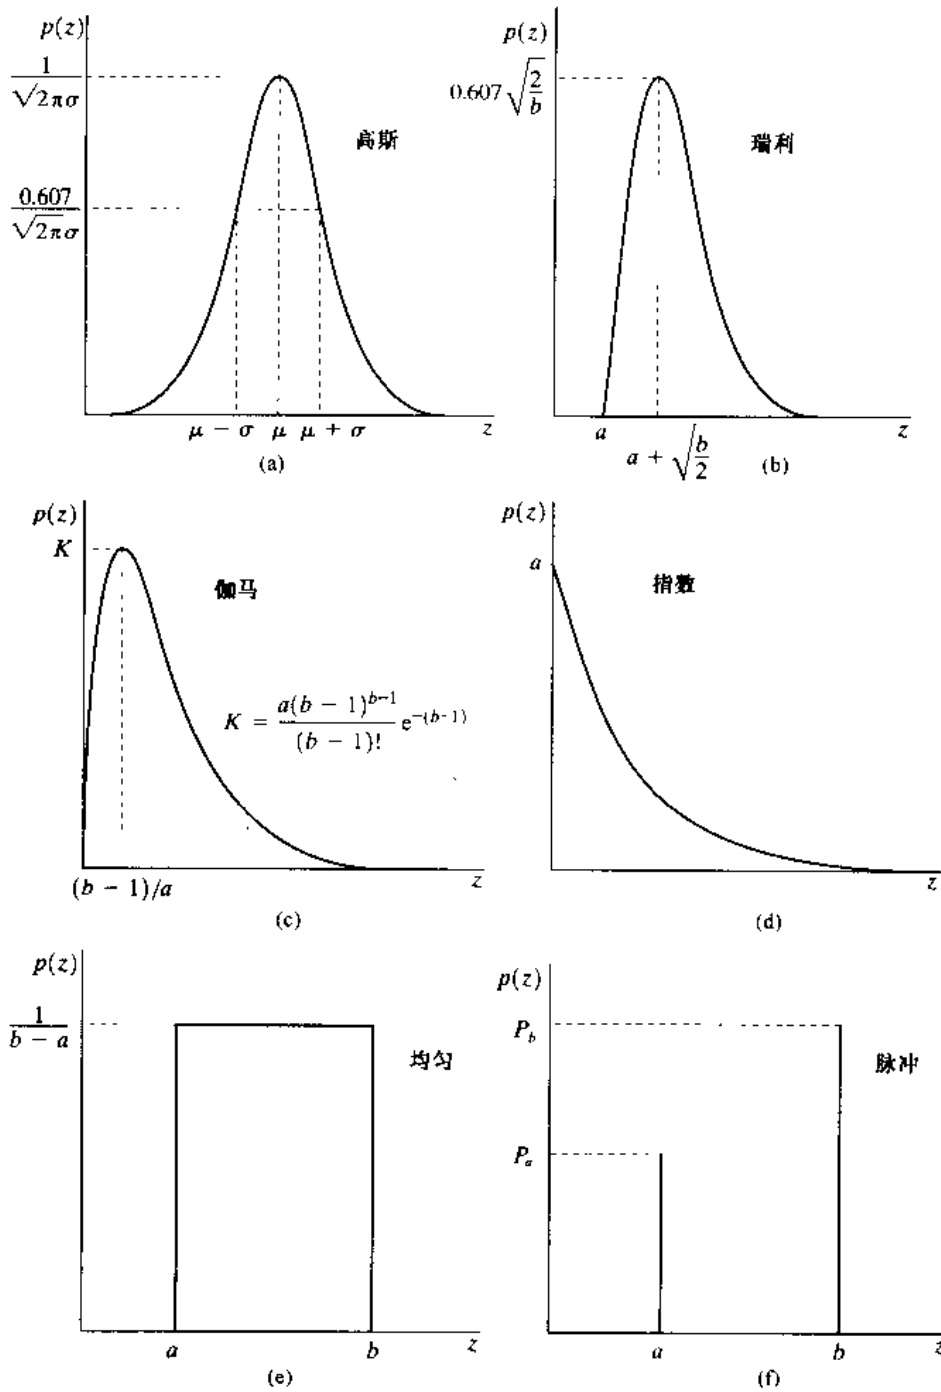 p(z)
1/√2πσ
0.607/√2πσ
高斯
μ − σ μ μ + σ z
(a)
p(z)
0.607√2/b
瑞利
a z
a + √b/2
(b)
p(z)
K
伽马
K = a(b − 1)^b−1/(b − 1)! e^−(b-1)
(b − 1)/a z
(c)
p(z)
a
指数
z
(d)
p(z)
1/b − a
均匀
a b z
(e)
p(z)
P_b
脉冲
P_a
a b z
(f)